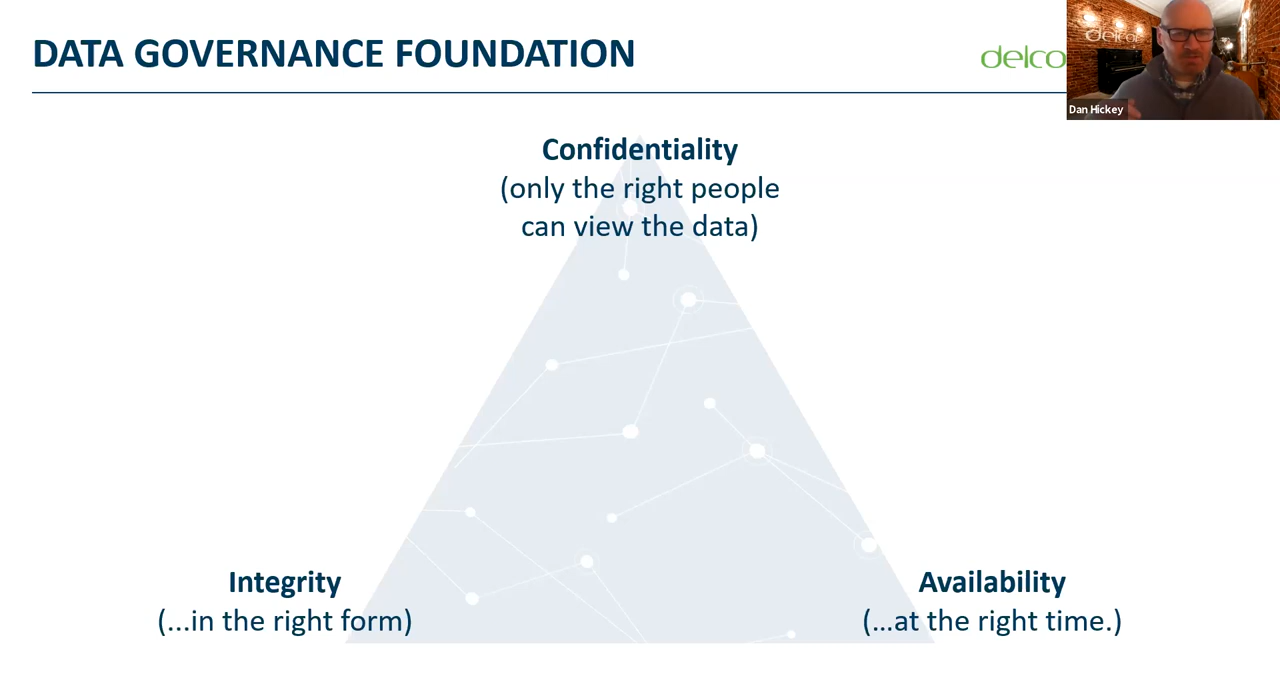 DATA GOVERNANCE FOUNDATION
delco
delcor
Dan Hickey
Confidentiality
(only the right people
can view the data)
Integrity
(...in the right form)
Availability
(...at the right time.)